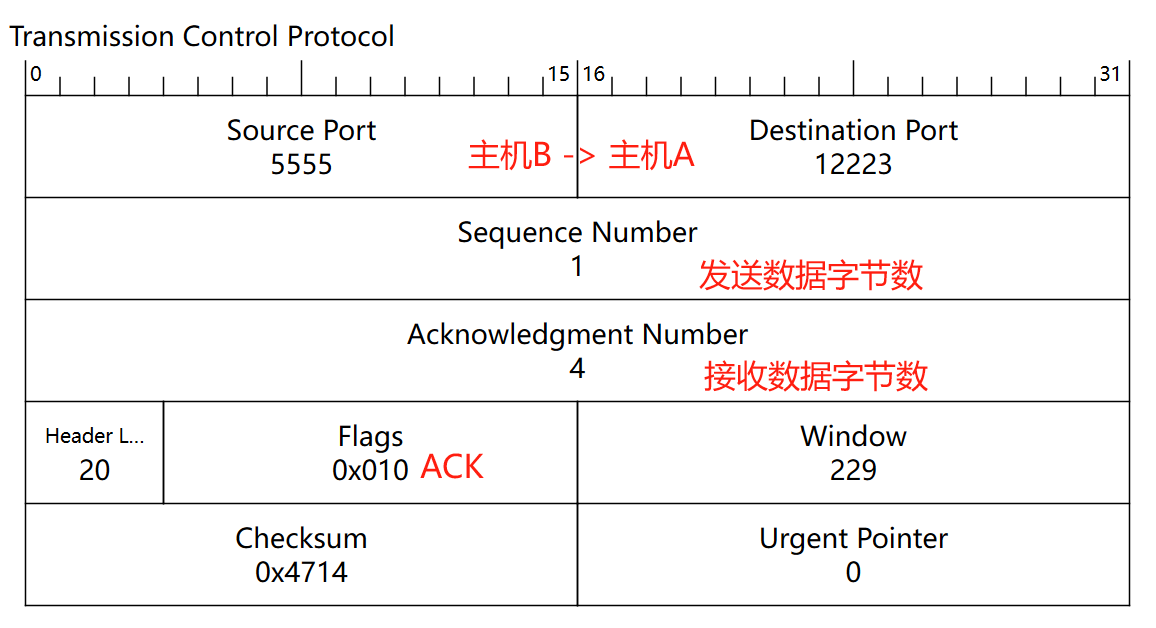 Transmission Control Protocol
0 15 16 31
Source Port
5555
主机B -> 主机A
Destination Port
12223
Sequence Number
1
发送数据字节数
Acknowledgment Number
4
接收数据字节数
Header L...
20
Flags
0x010 ACK
Window
229
Checksum
0x4714
Urgent Pointer
0